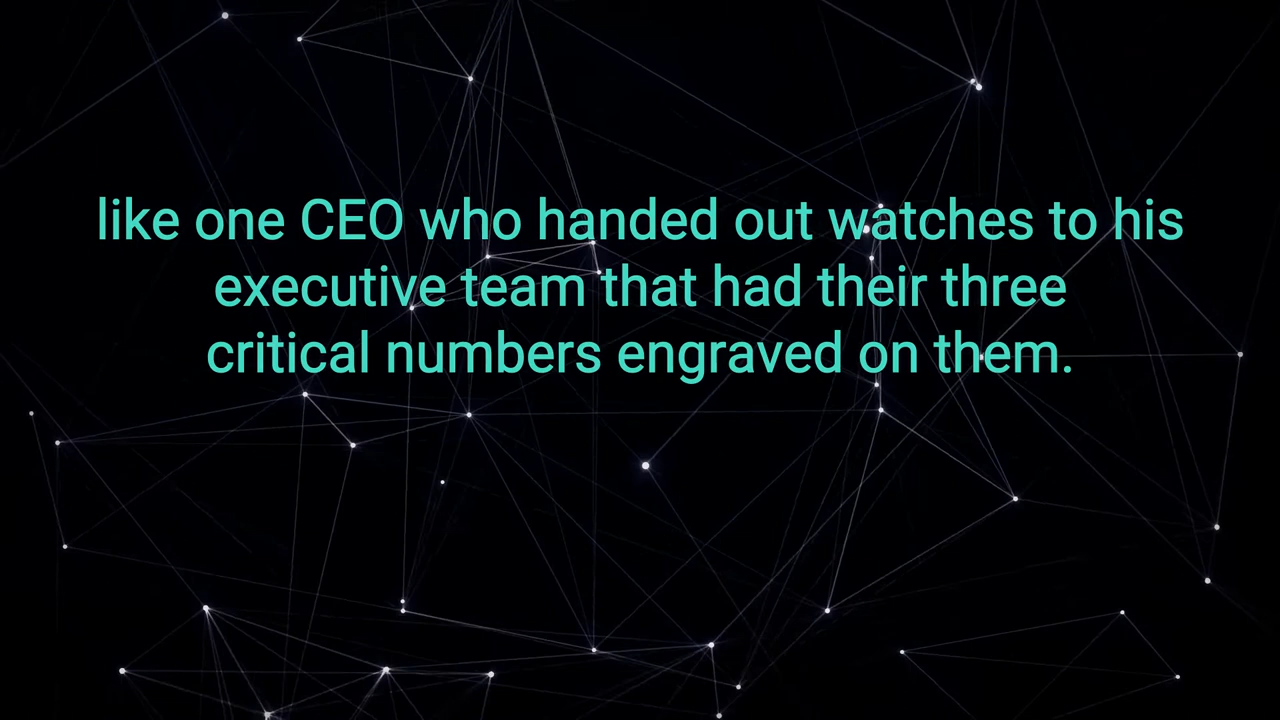 like one CEO who handed out watches to his
executive team that had their three
critical numbers engraved on them.